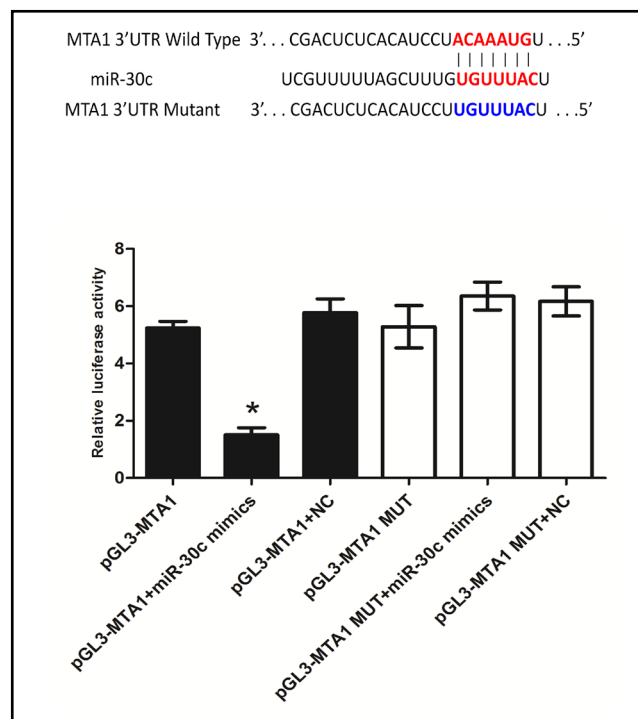 MTA1 3’UTR Wild Type 3’. . . CGACUCUCACAUCCUACAAAUGU . . .5’
miR-30c UCGUUUUUAGCUUUGUGUUUACU
MTA1 3’UTR Mutant 3’. . . CGACUCUCACAUCCUUGUUUACU . . .5’
Relative luciferase activity
8
6
4
2
0
*
pGL3-MTA1
pGL3-MTA1+miR-30c mimics
pGL3-MTA1+NC
pGL3-MTA1 MUT
pGL3-MTA1 MUT+miR-30c mimics
pGL3-MTA1 MUT+NC